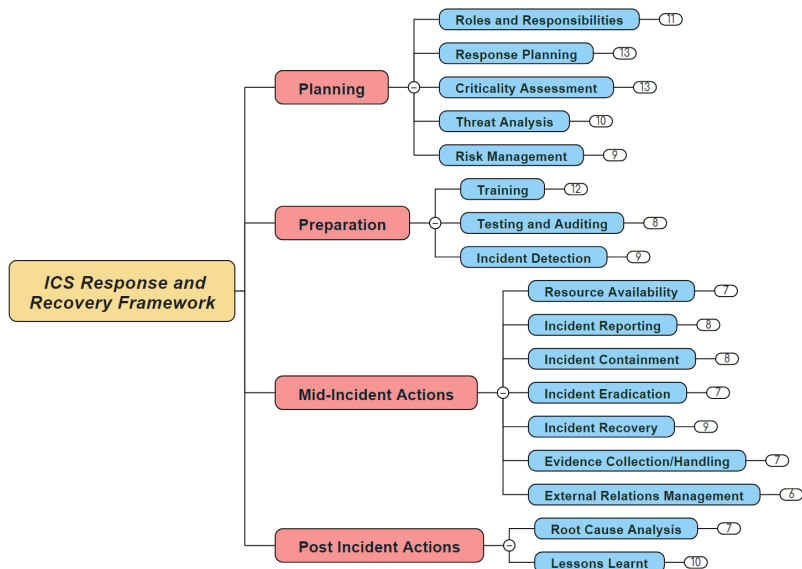 ICS Response and
Recovery Framework
Planning
Roles and Responsibilities 11
Response Planning 13
Criticality Assessment 13
Threat Analysis 10
Risk Management 9
Preparation
Training 12
Testing and Auditing 8
Incident Detection 9
Mid-Incident Actions
Resource Availability 7
Incident Reporting 8
Incident Containment 8
Incident Eradication 7
Incident Recovery 9
Evidence Collection/Handling 7
External Relations Management 6
Post Incident Actions
Root Cause Analysis 7
Lessons Learnt 10